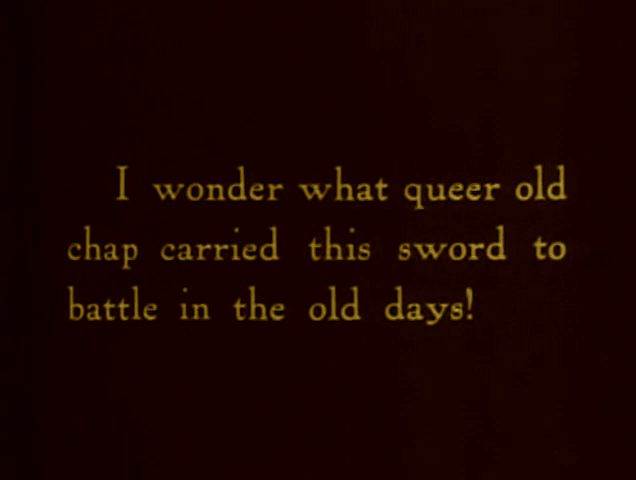 I wonder what queer old
chap carried this sword to
battle in the old days!